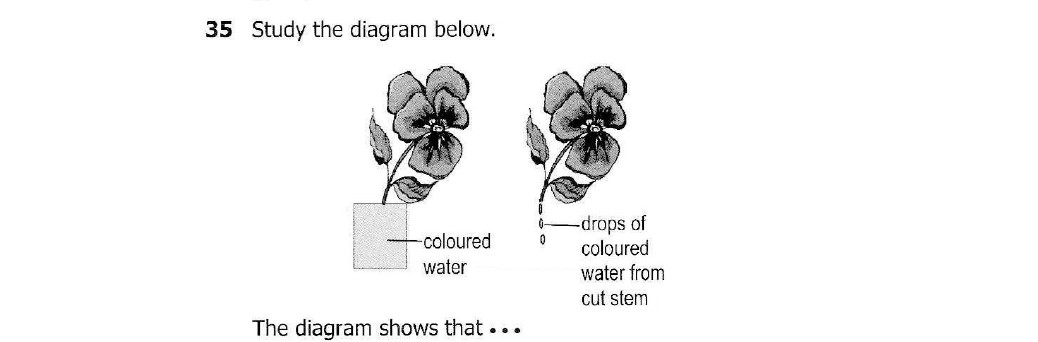 35 Study the diagram below.
coloured
water
drops of
coloured
water from
cut stem
The diagram shows that •••